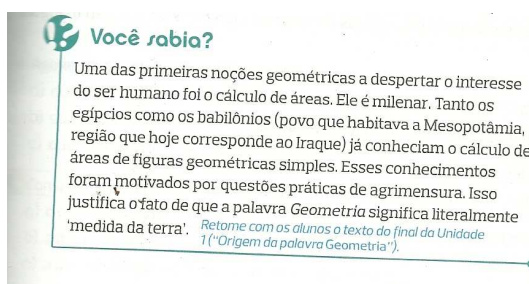 Você sabia?
Uma das primeiras noções geométricas a despertar o interesse
do ser humano foi o cálculo de áreas. Ele é milenar. Tanto os
egípcios como os babilônios (povo que habitava a Mesopotâmia,
região que hoje corresponde ao Iraque) já conheciam o cálculo de
áreas de figuras geométricas simples. Esses conhecimentos
foram motivados por questões práticas de agrimensura. Isso
justifica o fato de que a palavra Geometria significa literalmente
'medida da terra'. Retome com os alunos o texto do final da Unidade
1 ("Origem da palavra Geometria").